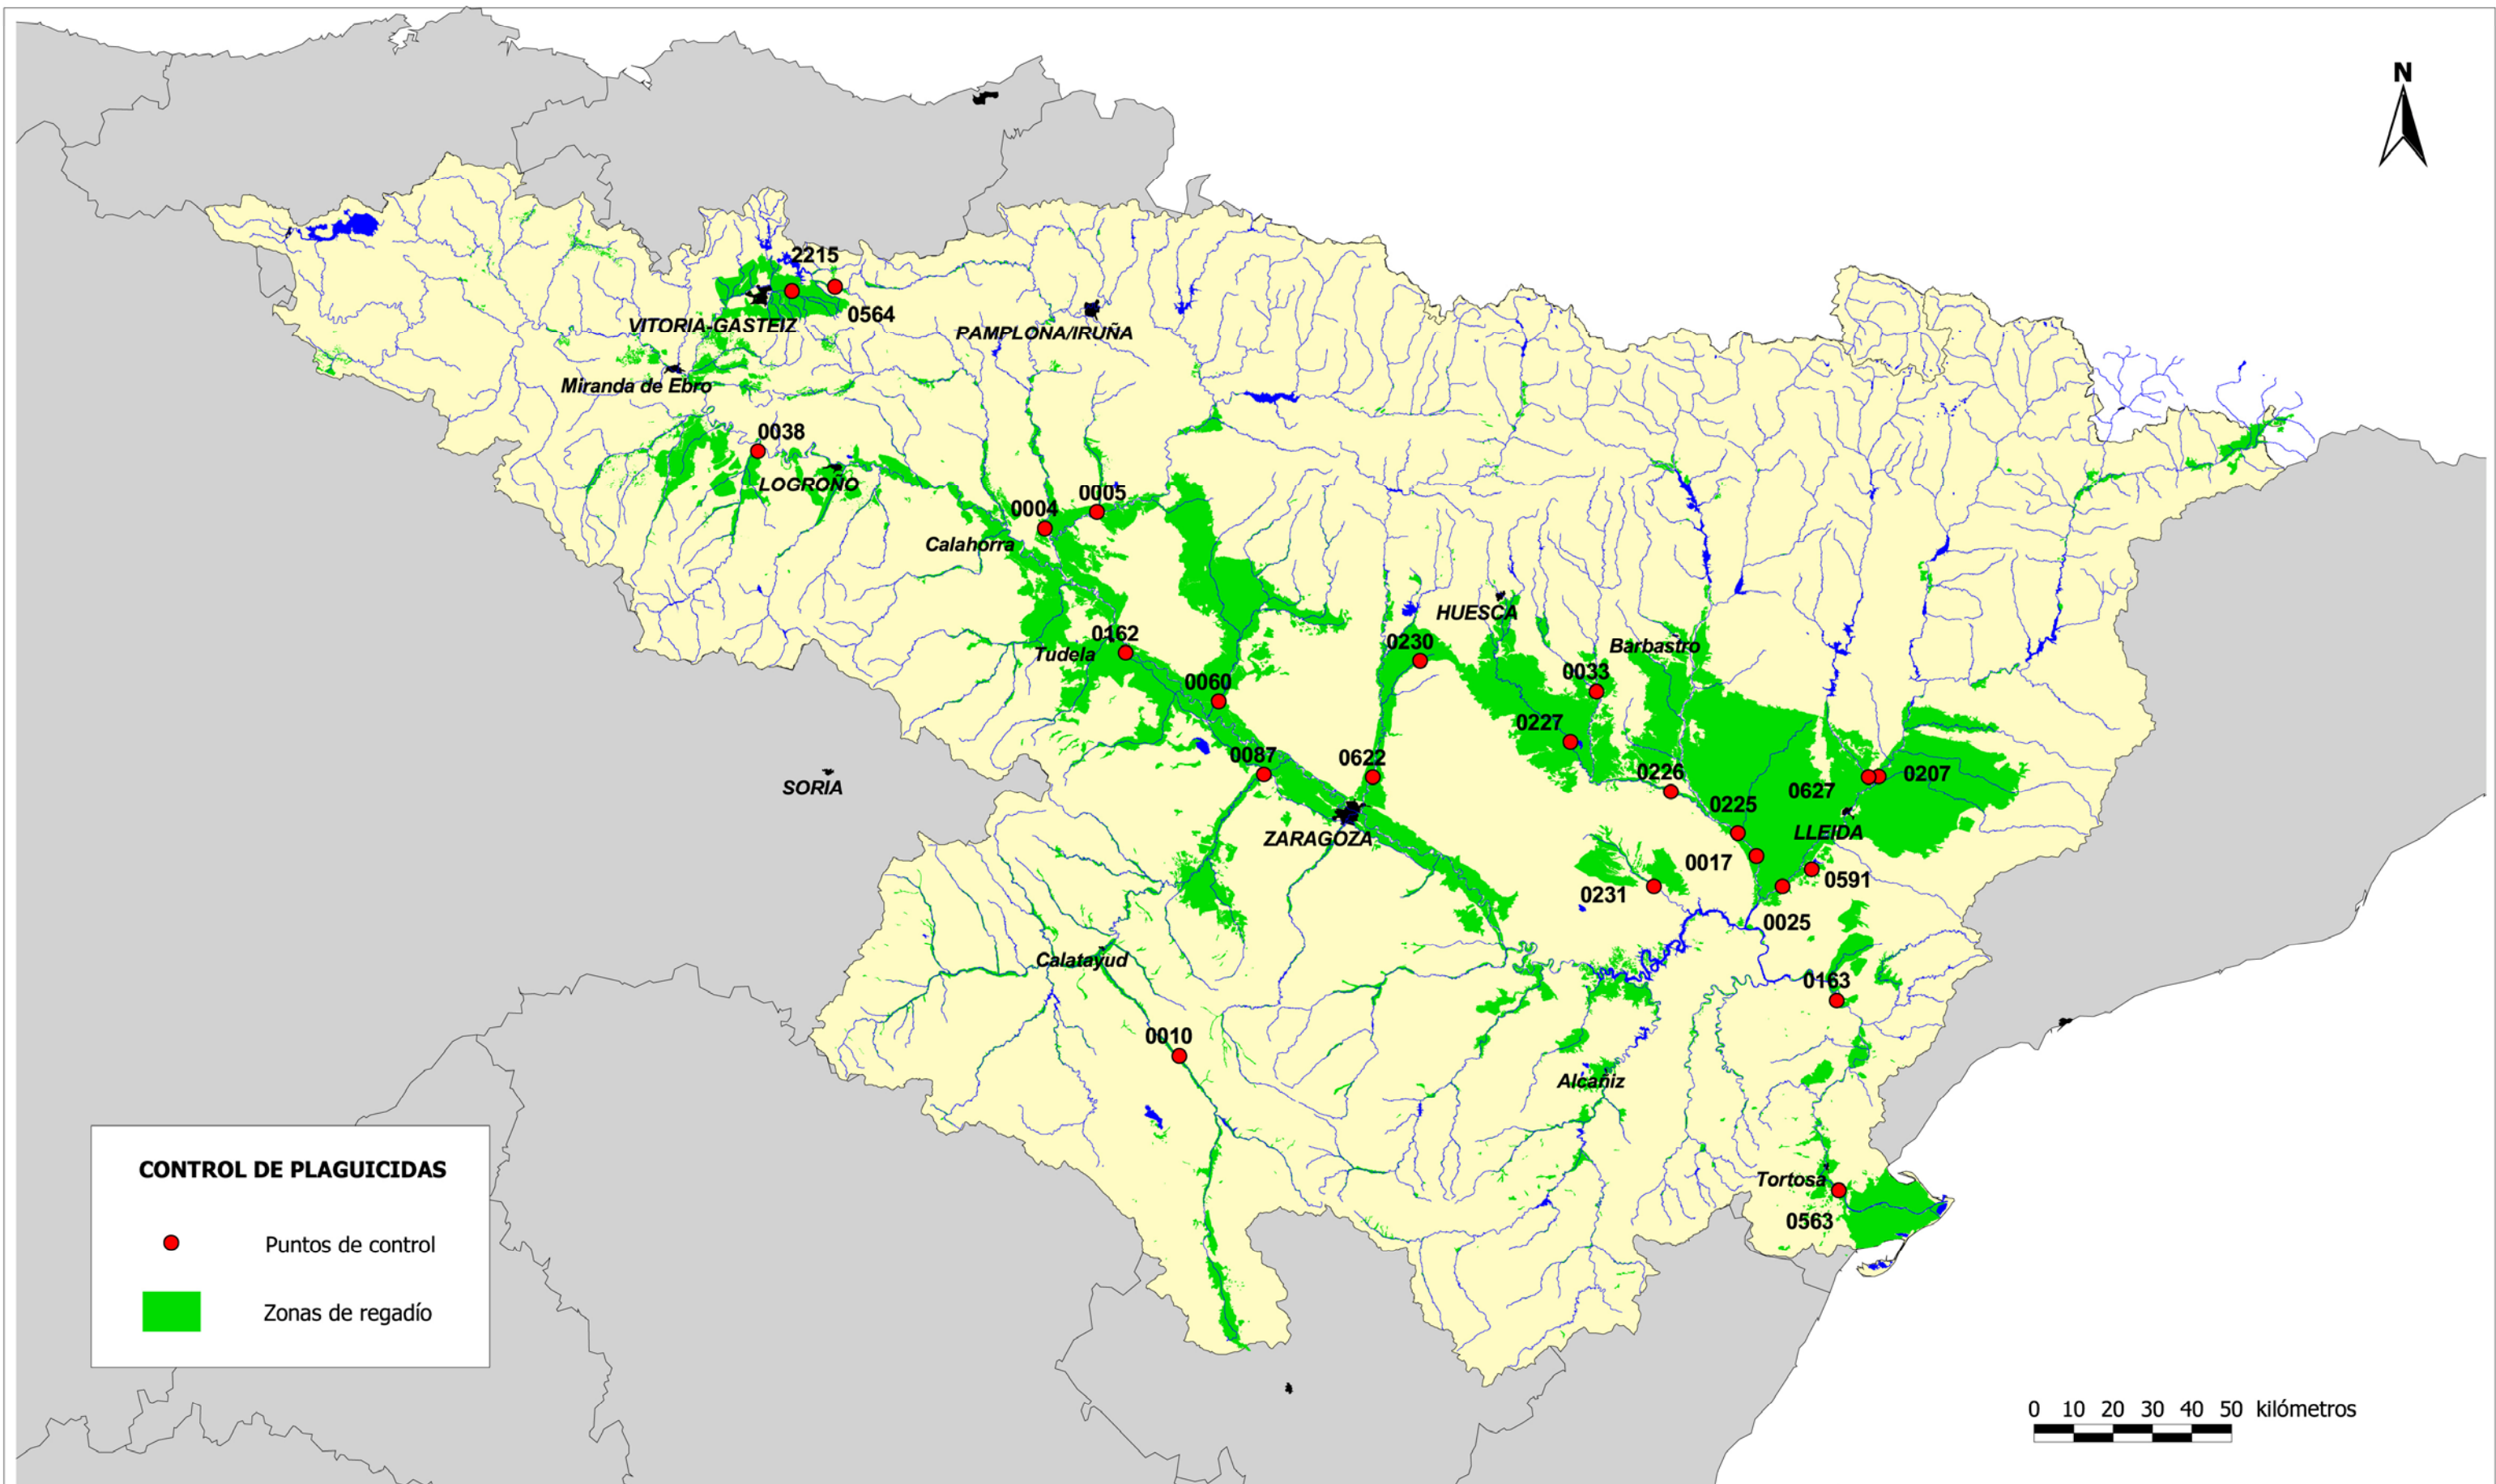 N
2215
0564
VITORIA-GASTEIZ
PAMPLONA/IRUÑA
Miranda de Ebro
0038
LOGROÑO
0005
0004
Calahorra
HUESCA
0162
Tudela
0230
Barbastro
0033
0060
0227
0087
0622
0226
0207
0627
SORIA
0225
LLEIDA
ZARAGOZA
0017
0591
0231
0025
Calatayud
0163
0010
Alcañiz
CONTROL DE PLAGUICIDAS
Tortosa
0563
Puntos de control
Zonas de regadío
0 10 20 30 40 50 kilómetros